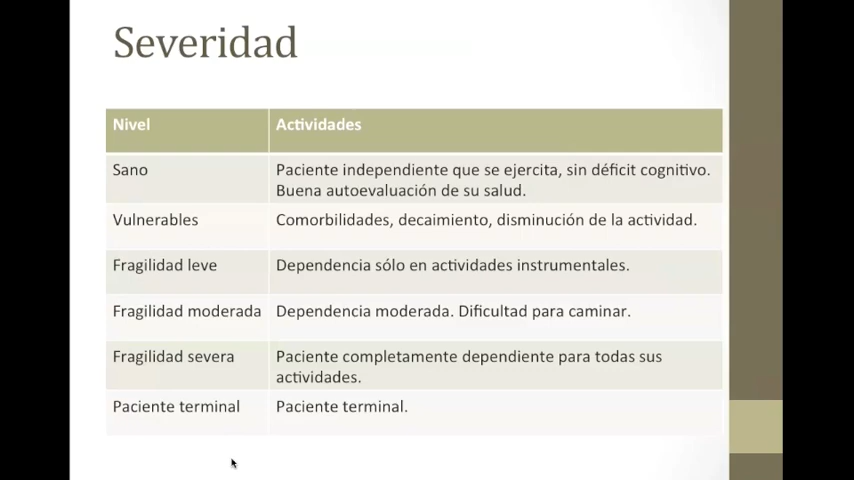 Severidad
Nivel Actividades
Sano Paciente independiente que se ejercita, sin déficit cognitivo.
Buena autoevaluación de su salud.
Vulnerables Comorbilidades, decaimiento, disminución de la actividad.
Fragilidad leve Dependencia sólo en actividades instrumentales.
Fragilidad moderada Dependencia moderada. Dificultad para caminar.
Fragilidad severa Paciente completamente dependiente para todas sus
actividades.
Paciente terminal Paciente terminal.